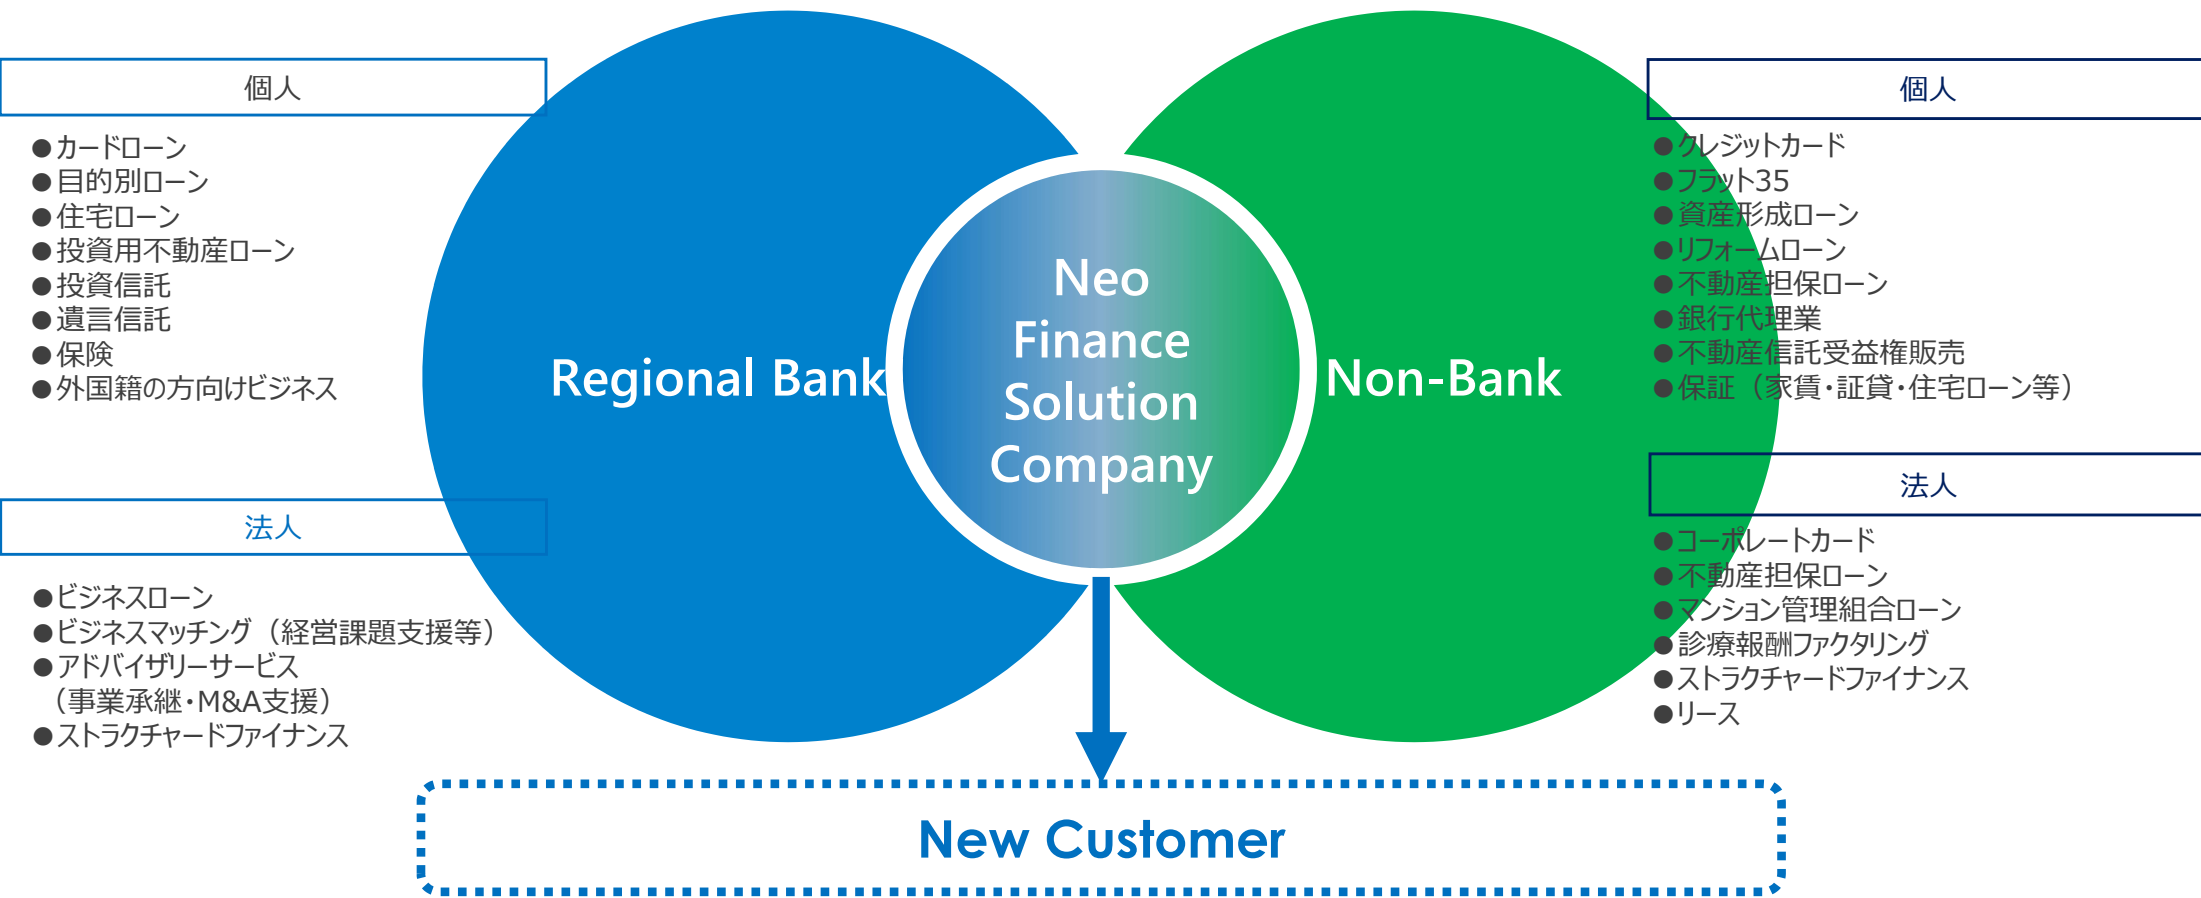 個人
●カードローン
●目的別ローン
●住宅ローン
●投資用不動産ローン
●投資信託
●遺言信託
●保険
●外国籍の方向けビジネス
法人
●ビジネスローン
●ビジネスマッチング（経営課題支援等）
●アドバイザリーサービス
（事業承継・M&A支援）
●ストラクチャードファイナンス
Regional Bank
Neo
Finance
Solution
Company
Non-Bank
個人
●クレジットカード
●フラット35
●資産形成ローン
●リフォームローン
●不動産担保ローン
●銀行代理業
●不動産信託受益権販売
●保証（家賃・証貸・住宅ローン等）
法人
●コーポレートカード
●不動産担保ローン
●マンション管理組合ローン
●診療報酬ファクタリング
●ストラクチャードファイナンス
●リース
New Customer